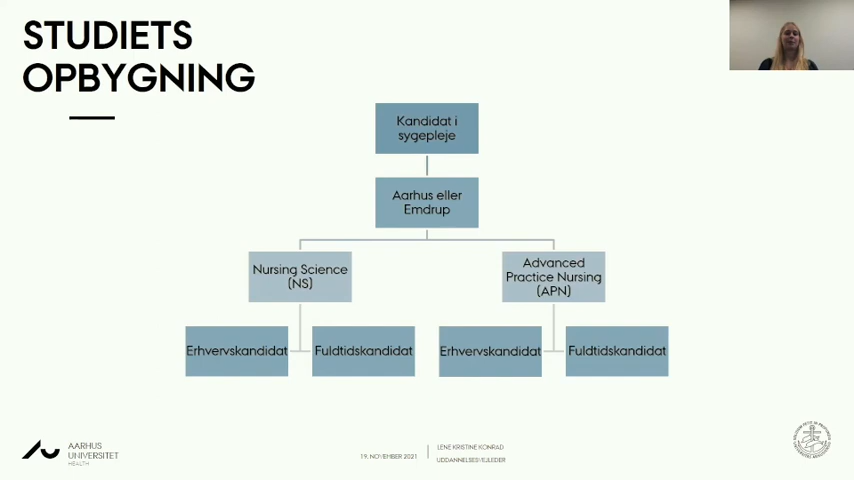 STUDIETS
OPBYGNING
Kandidat i
sygepleje
Aarhus eller
Emdrup
Nursing Science
(NS)
Advanced
Practice Nursing
(APN)
Erhvervskandidat
Fuldtidskandidat
Erhvervskandidat
Fuldtidskandidat
AARHUS
UNIVERSITET
HEALTH
19. NOVEMBER 2021
LENE KRISTINE KONRAD
UDDANNELSESVEJLEDER